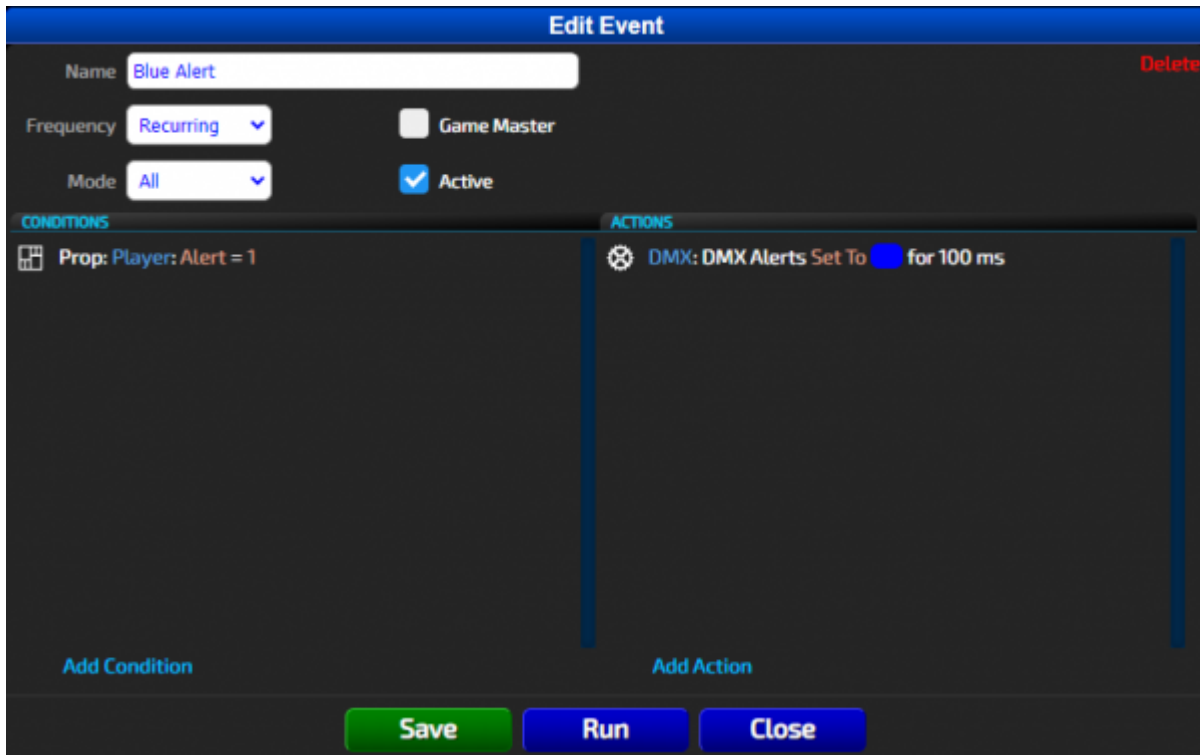 Edit Event
Name Blue Alert Delete
Frequency Recurring Game Master
Mode All Active
CONDITIONS ACTIONS
Prop: Player: Alert = 1 DMX: DMX Alerts Set To for 100 ms
Add Condition Add Action
Save Run Close